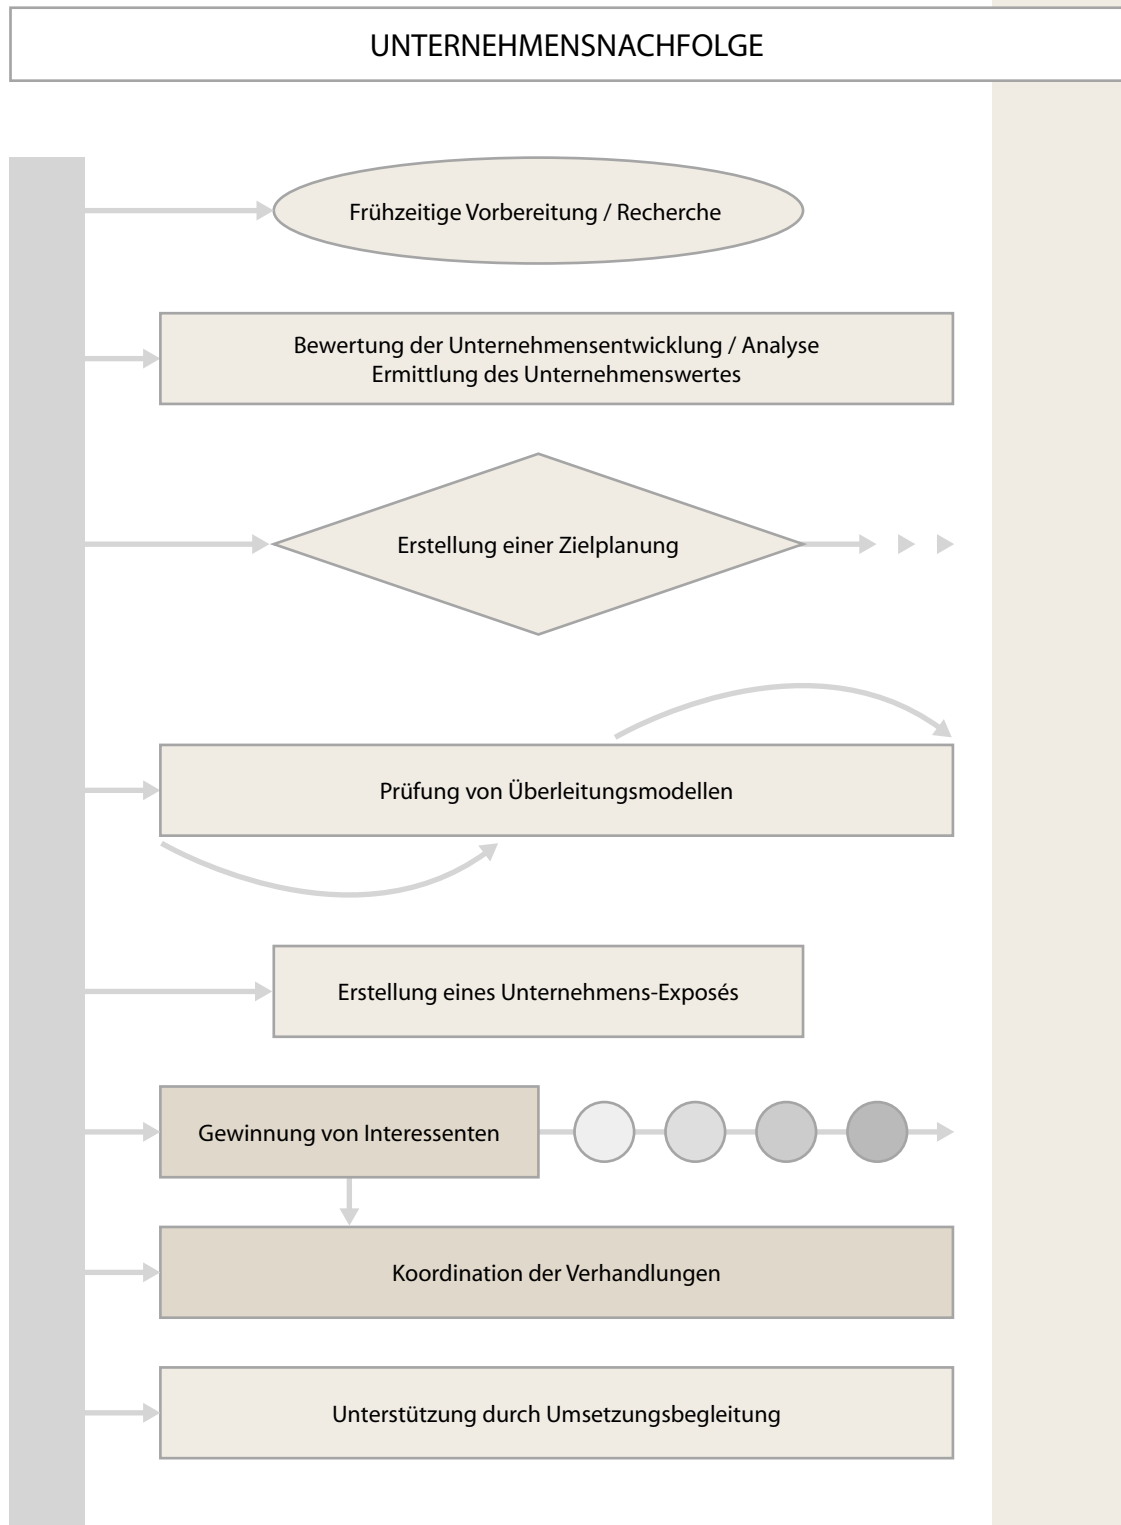 UNTERNEHMENSNACHFOLGE
Frühzeitige Vorbereitung / Recherche
Bewertung der Unternehmensentwicklung / Analyse
Ermittlung des Unternehmenswertes
Erstellung einer Zielplanung
Prüfung von Überleitungsmodellen
Erstellung eines Unternehmens-Exposés
Gewinnung von Interessenten
Koordination der Verhandlungen
Unterstützung durch Umsetzungsbegleitung